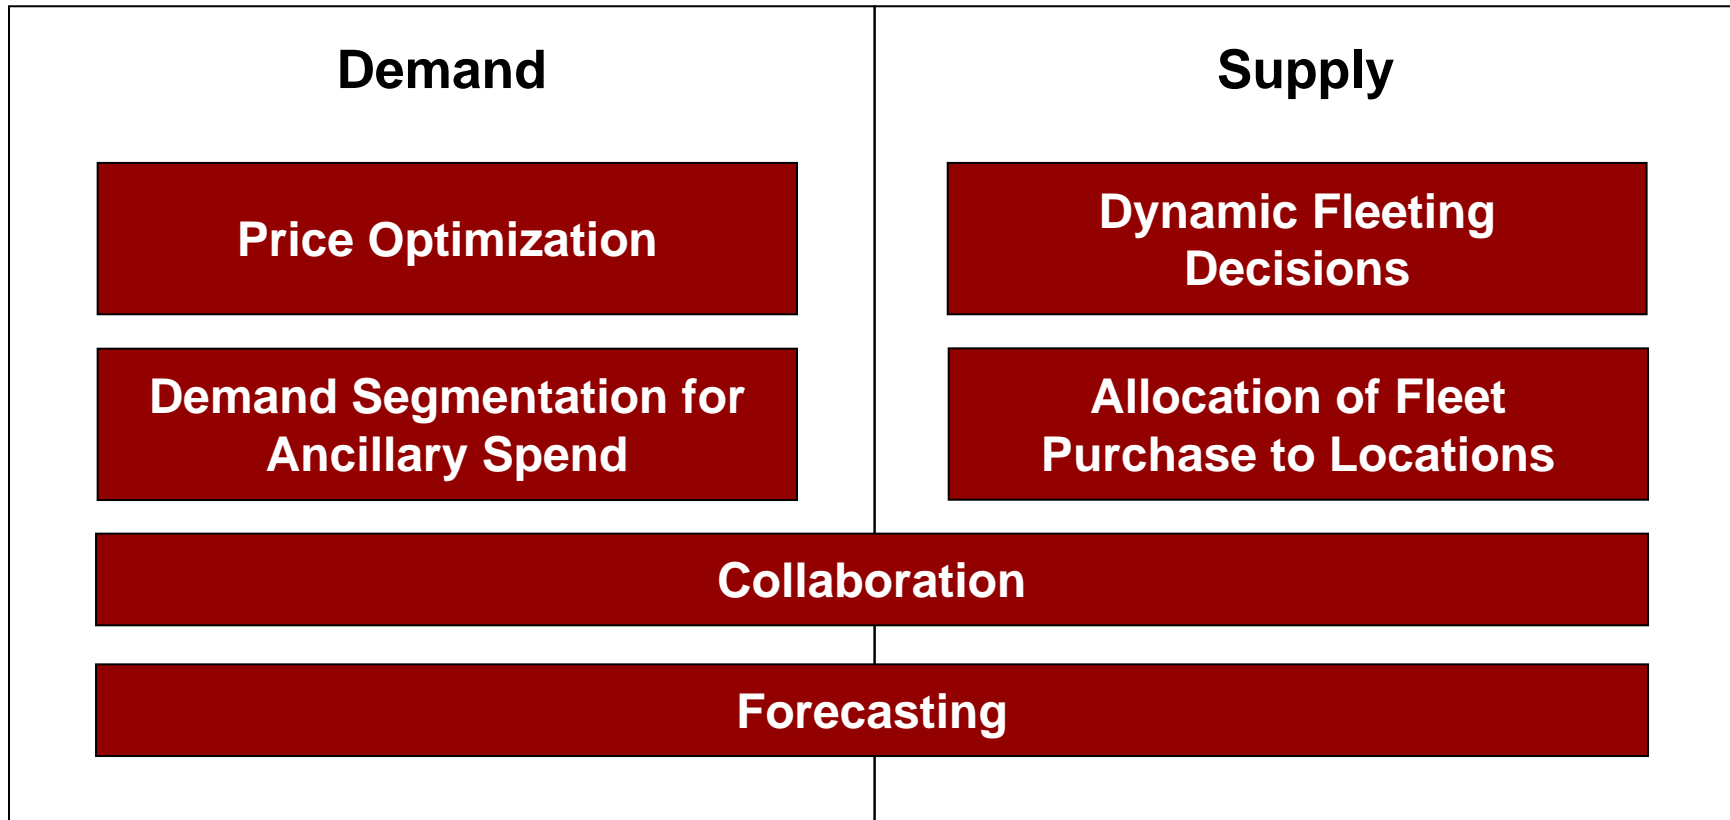 Demand
Supply
Price Optimization
Dynamic Fleeting
Decisions
Demand Segmentation for
Ancillary Spend
Allocation of Fleet
Purchase to Locations
Collaboration
Forecasting